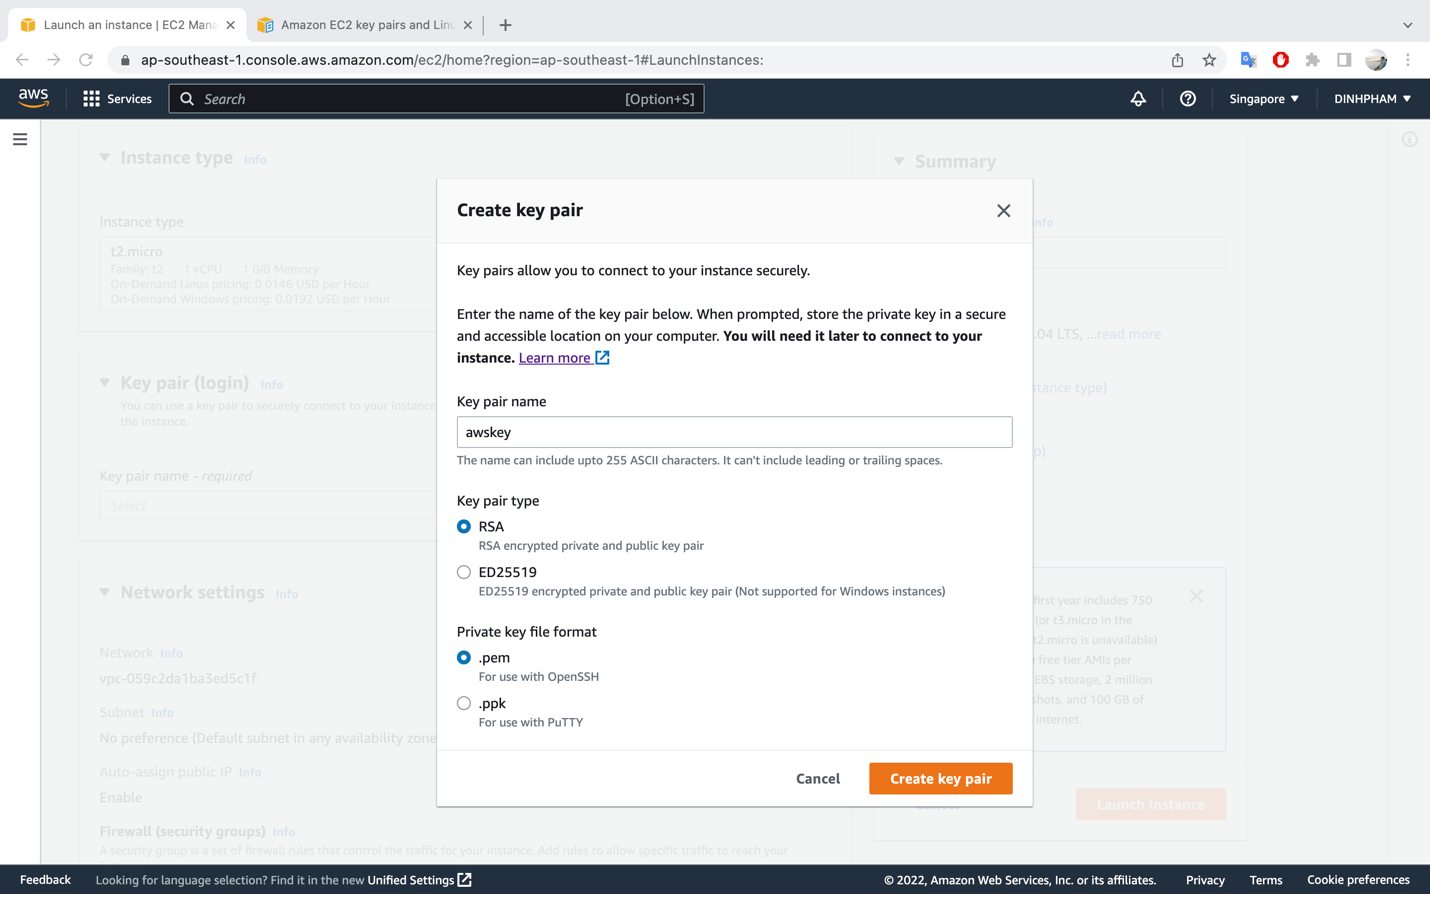 Launch an instance | EC2 Mana
Amazon EC2 key pairs and Linu
ap-southeast-1.console.aws.amazon.com/ec2/home?region=ap-southeast-1#LaunchInstances:
aws
Services
Search
[Option+S]
Singapore
DINHPHAM
Instance type Info
Instance type
t2.micro
Family: t2 1 vCPU 1 GiB Memory
On-Demand Linux pricing: 0.0146 USD per Hour
On-Demand Windows pricing: 0.0192 USD per Hour
Key pair (login) Info
You can use a key pair to securely connect to your instance
the instance.
Key pair name - required
Select
Network settings Info
Network Info
vpc-059c2da1ba3ed5c1f
Subnet Info
No preference (Default subnet in any availability zone
Auto-assign public IP Info
Enable
Firewall (security groups) Info
A security group is a set of firewall rules that control the traffic for your instance. Add rules to allow specific traffic to reach your
Create key pair
Key pairs allow you to connect to your instance securely.
Enter the name of the key pair below. When prompted, store the private key in a secure
and accessible location on your computer. You will need it later to connect to your
instance. Learn more
Key pair name
awskey
The name can include upto 255 ASCII characters. It can't include leading or trailing spaces.
Key pair type
RSA
RSA encrypted private and public key pair
ED25519
ED25519 encrypted private and public key pair (Not supported for Windows instances)
Private key file format
.pem
For use with OpenSSH
.ppk
For use with PuTTY
Cancel
Create key pair
Summary
Info
.04 LTS, ...read more
stance type)
p)
first year includes 750
(or t3.micro in the
t2.micro is unavailable)
free tier AMIs per
EBS storage, 2 million
shots, and 100 GB of
internet.
Cancel
Launch instance
Feedback
Looking for language selection? Find it in the new Unified Settings
© 2022, Amazon Web Services, Inc. or its affiliates.
Privacy
Terms
Cookie preferences